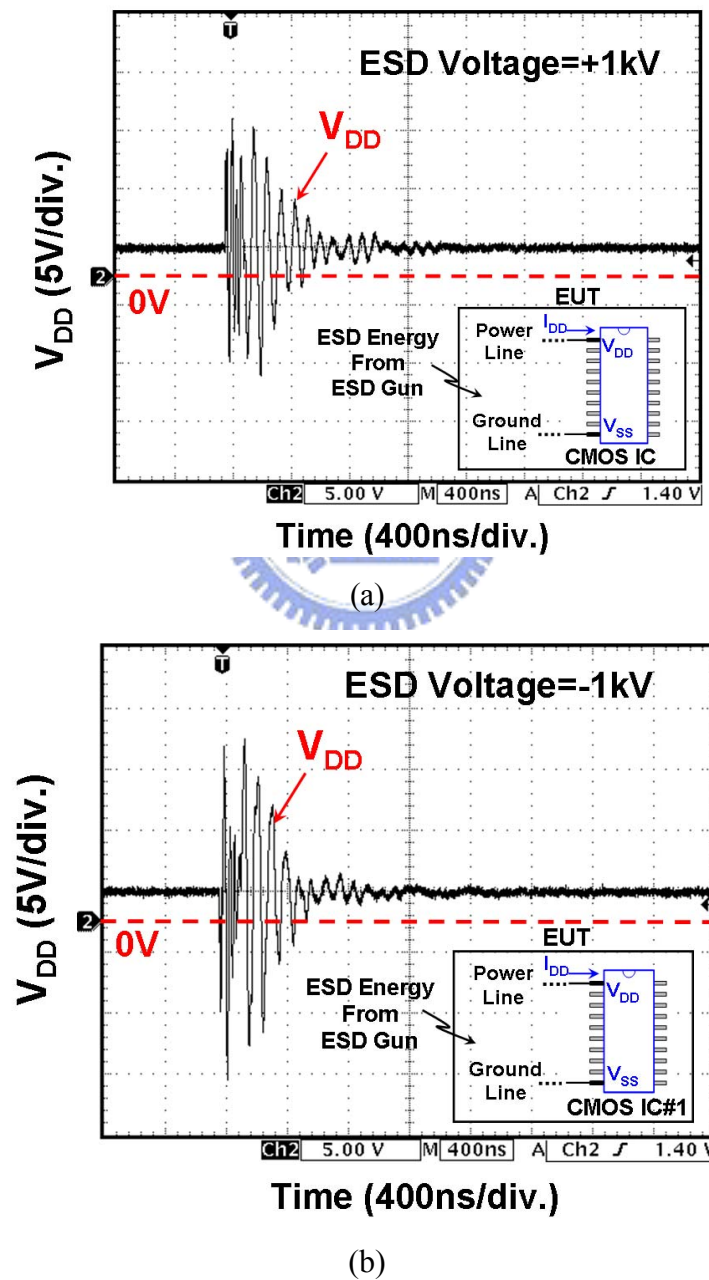 T
ESD Voltage=+1kV
VDD
VDD (5V/div.)
2
0V
EUT
ESD Energy
From
ESD Gun
Power
Line
IDD
VDD
Ground
Line
VSS
CMOS IC
Ch2 5.00 V M 400ns A Ch2 ʃ 1.40 V
Time (400ns/div.)
(a)
T
ESD Voltage=-1kV
VDD
VDD (5V/div.)
2
0V
EUT
ESD Energy
From
ESD Gun
Power
Line
IDD
VDD
Ground
Line
VSS
CMOS IC#1
Ch2 5.00 V M 400ns A Ch2 ʃ 1.40 V
Time (400ns/div.)
(b)